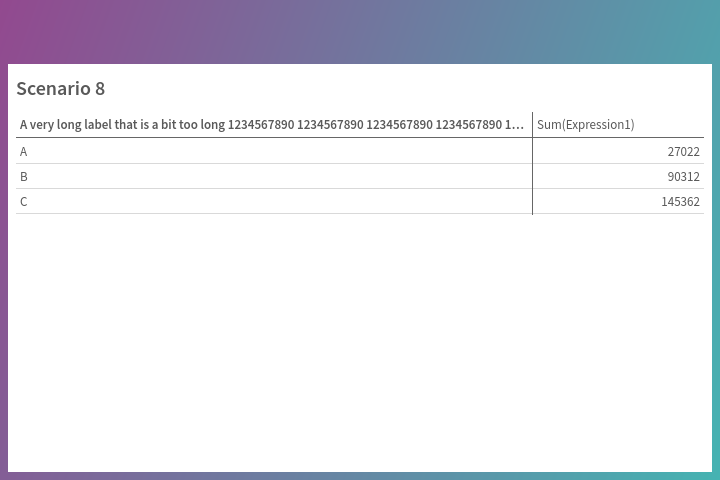 Scenario 8
A very long label that is a bit too long 1234567890 1234567890 1234567890 1234567890 1… Sum(Expression1)
A 27022
B 90312
C 145362